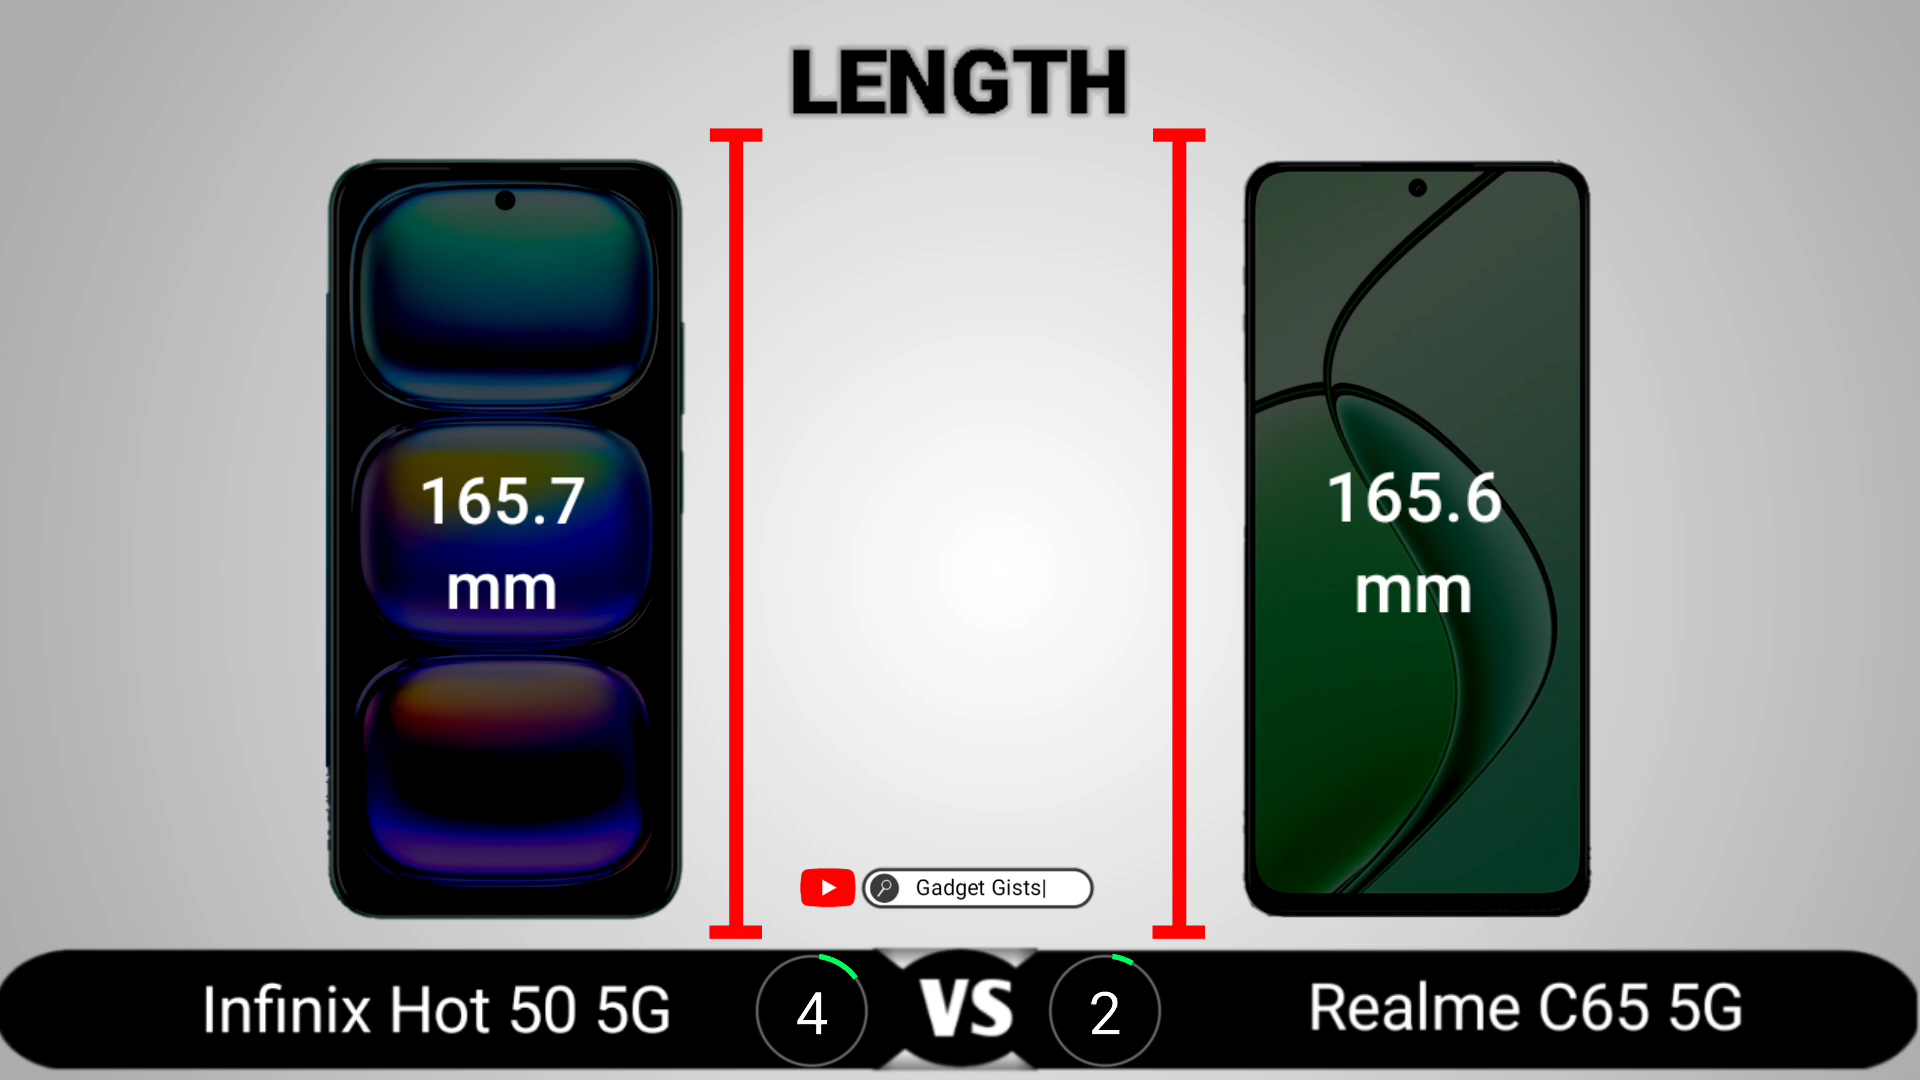 LENGTH
165.7
mm
165.6
mm
Gadget Gists|
Infinix Hot 50 5G
4
VS
2
Realme C65 5G